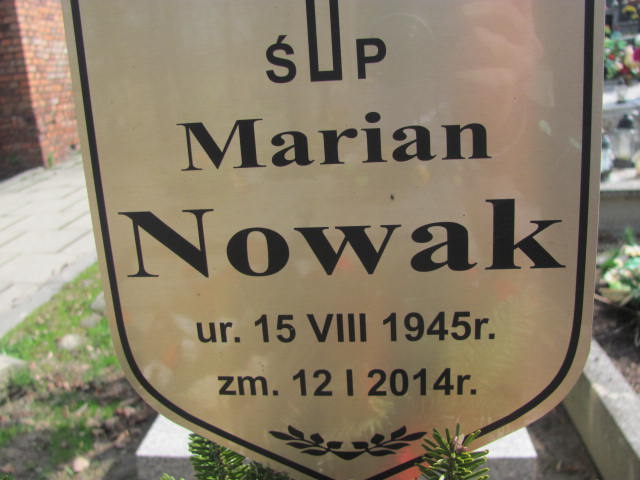 Ś P
Marian
Nowak
ur. 15 VIII 1945r.
zm. 12 I 2014r.